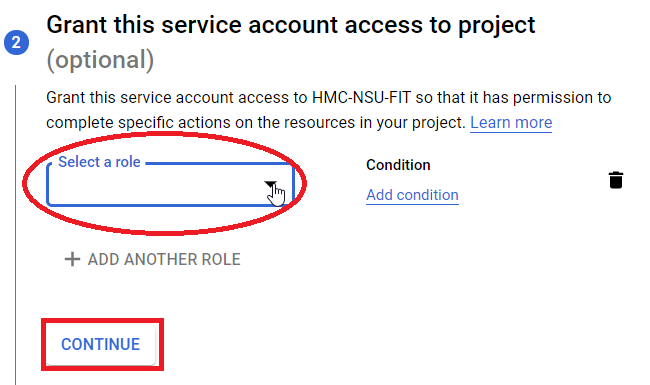 2
Grant this service account access to project
(optional)
Grant this service account access to HMC-NSU-FIT so that it has permission to
complete specific actions on the resources in your project. Learn more
Select a role
Condition
Add condition
ADD ANOTHER ROLE
CONTINUE